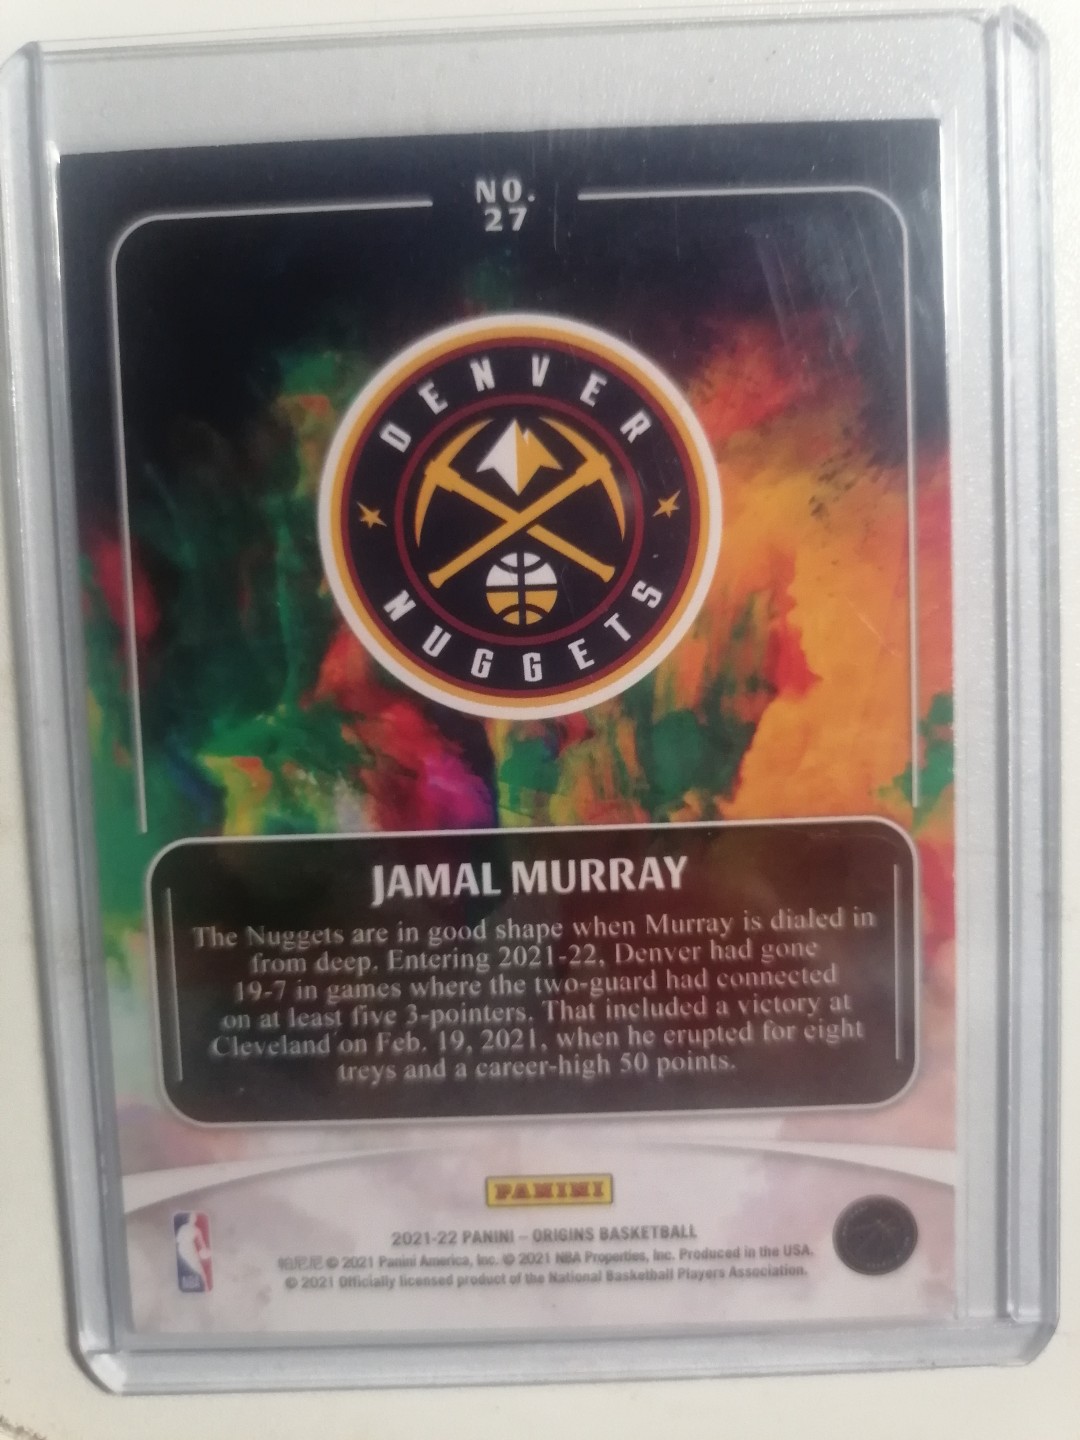 NO.
27
DENVER
NUGGETS
JAMAL MURRAY
The Nuggets are in good shape when Murray is dialed in
from deep. Entering 2021-22, Denver had gone
19-7 in games where the two-guard had connected
on at least five 3-pointers. That included a victory at
Cleveland on Feb. 19, 2021, when he erupted for eight
treys and a career-high 50 points.
PANINI
2021-22 PANINI – ORIGINS BASKETBALL
帕尼尼 © 2021 Panini America, Inc. © 2021 NBA Properties, Inc. Produced in the USA.
© 2021 Officially licensed product of the National Basketball Players Association.
NBA